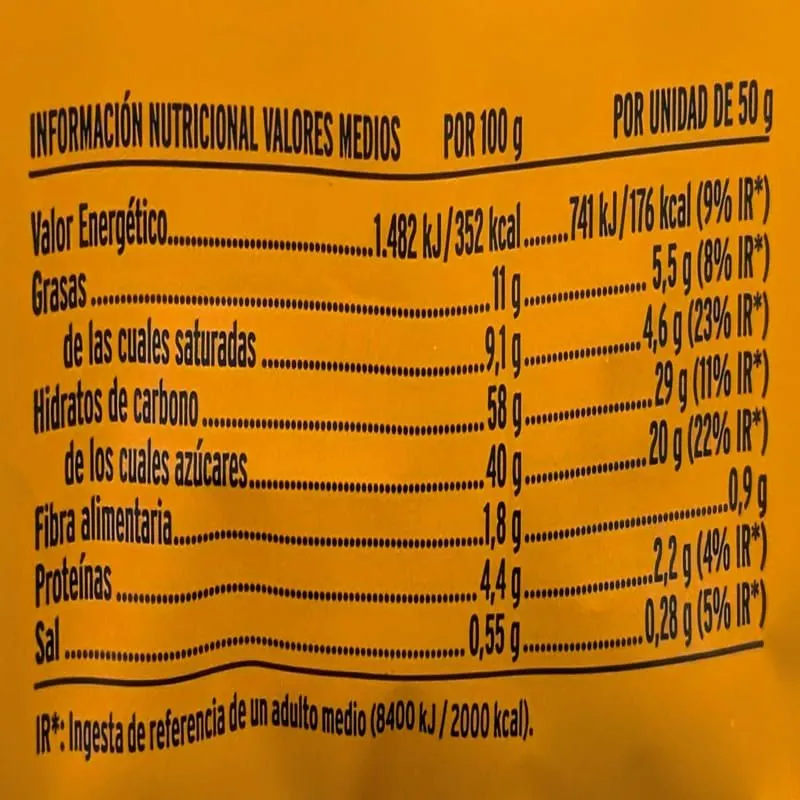 INFORMACIÓN NUTRICIONAL VALORES MEDIOS POR 100 g POR UNIDAD DE 50 g
Valor Energético..........1.482 kJ/352 kcal..........741 kJ/176 kcal (9% IR*)
Grasas..........11 g..........5,5 g (8% IR*)
de las cuales saturadas..........9,1 g..........4,6 g (23% IR*)
Hidratos de carbono..........58 g..........29 g (11% IR*)
de los cuales azúcares..........40 g..........20 g (22% IR*)
Fibra alimentaria..........1,8 g..........0,9 g
Proteínas..........4,4 g..........2,2 g (4% IR*)
Sal..........0,55 g..........0,28 g (5% IR*)
IR*: Ingesta de referencia de un adulto medio (8400 kJ / 2000 kcal).